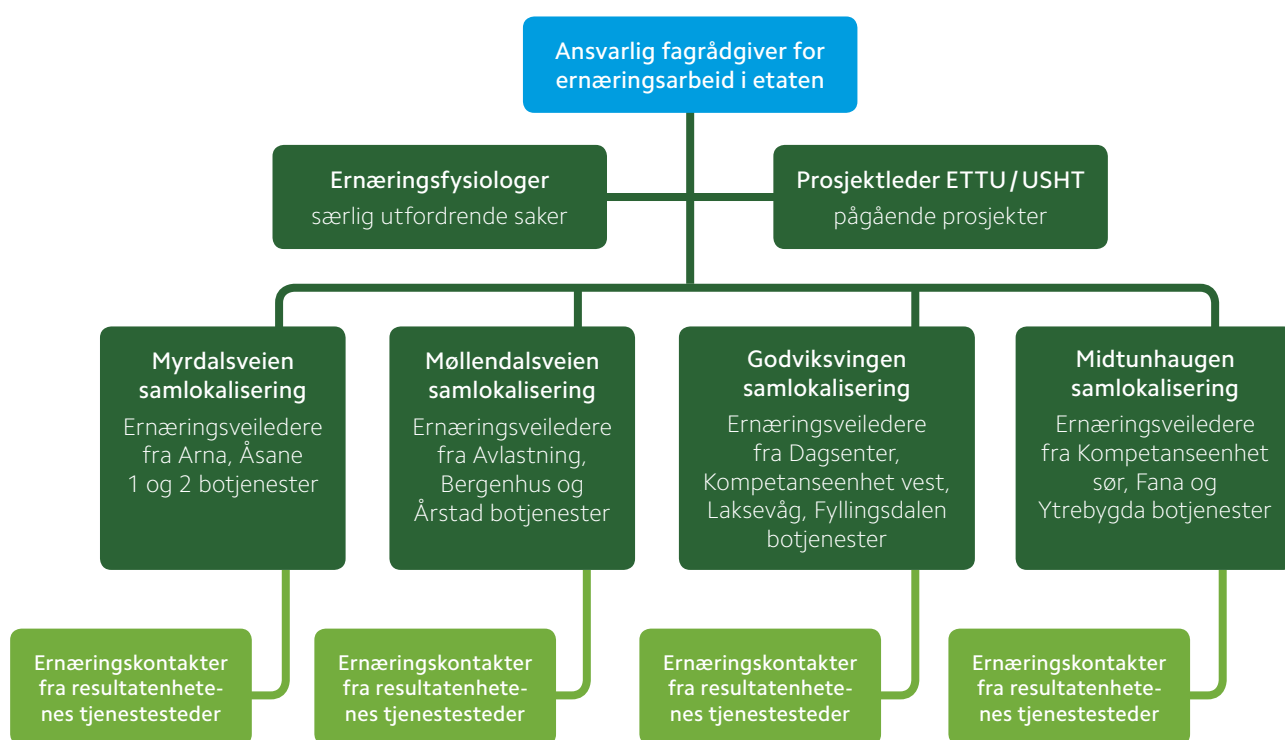 Ansvarlig fagrådgiver for
ernæringsarbeid i etaten
Ernæringsfysiologer
særlig utfordrende saker
Prosjektleder ETTU / USHT
pågående prosjekter
Myrdalsveien
samlokalisering
Ernæringsveiledere
fra Arna, Åsane
1 og 2 botjenester
Møllendalsveien
samlokalisering
Ernæringsveiledere
fra Avlastning,
Bergenhus og
Årstad botjenester
Godviksvingen
samlokalisering
Ernæringsveiledere
fra Dagsenter,
Kompetanseenhet vest,
Laksevåg, Fyllingsdalen
botjenester
Midtunhaugen
samlokalisering
Ernæringsveiledere
fra Kompetanseenhet
sør, Fana og
Ytrebygda botjenester
Ernæringskontakter
fra resultatenhete-
nes tjenestesteder
Ernæringskontakter
fra resultatenhete-
nes tjenestesteder
Ernæringskontakter
fra resultatenhete-
nes tjenestesteder
Ernæringskontakter
fra resultatenhete-
nes tjenestesteder